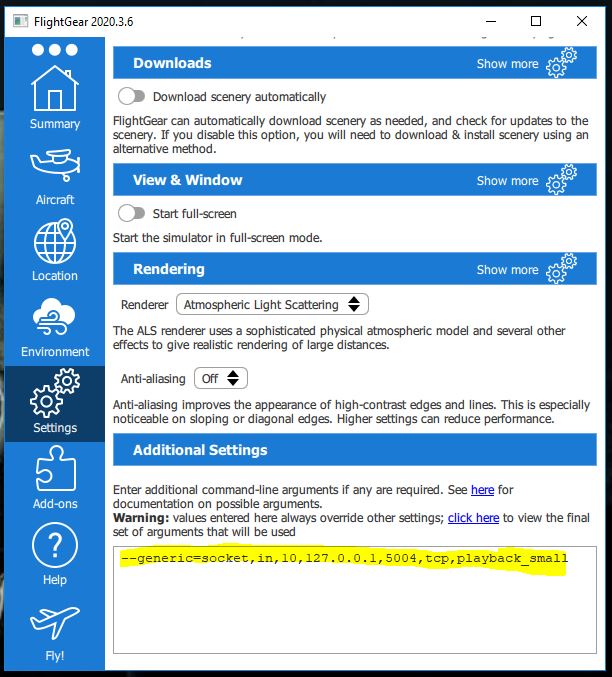 FlightGear 2020.3.6
Summary
Aircraft
Location
Environment
Settings
Add-ons
?
Help
Fly!
Downloads
Show more
Download scenery automatically
FlightGear can automatically download scenery as needed, and check for updates to the
scenery. If you disable this option, you will need to download & install scenery using an
alternative method.
View & Window
Show more
Start full-screen
Start the simulator in full-screen mode.
Rendering
Show more
Renderer Atmospheric Light Scattering
The ALS renderer uses a sophisticated physical atmospheric model and several other
effects to give realistic rendering of large distances.
Anti-aliasing Off
Anti-aliasing improves the appearance of high-contrast edges and lines. This is especially
noticeable on sloping or diagonal edges. Higher settings can reduce performance.
Additional Settings
Enter additional command-line arguments if any are required. See here for
documentation on possible arguments.
Warning: values entered here always override other settings; click here to view the final
set of arguments that will be used
--generic=socket,in,10,127.0.0.1,5004,tcp,playback_small